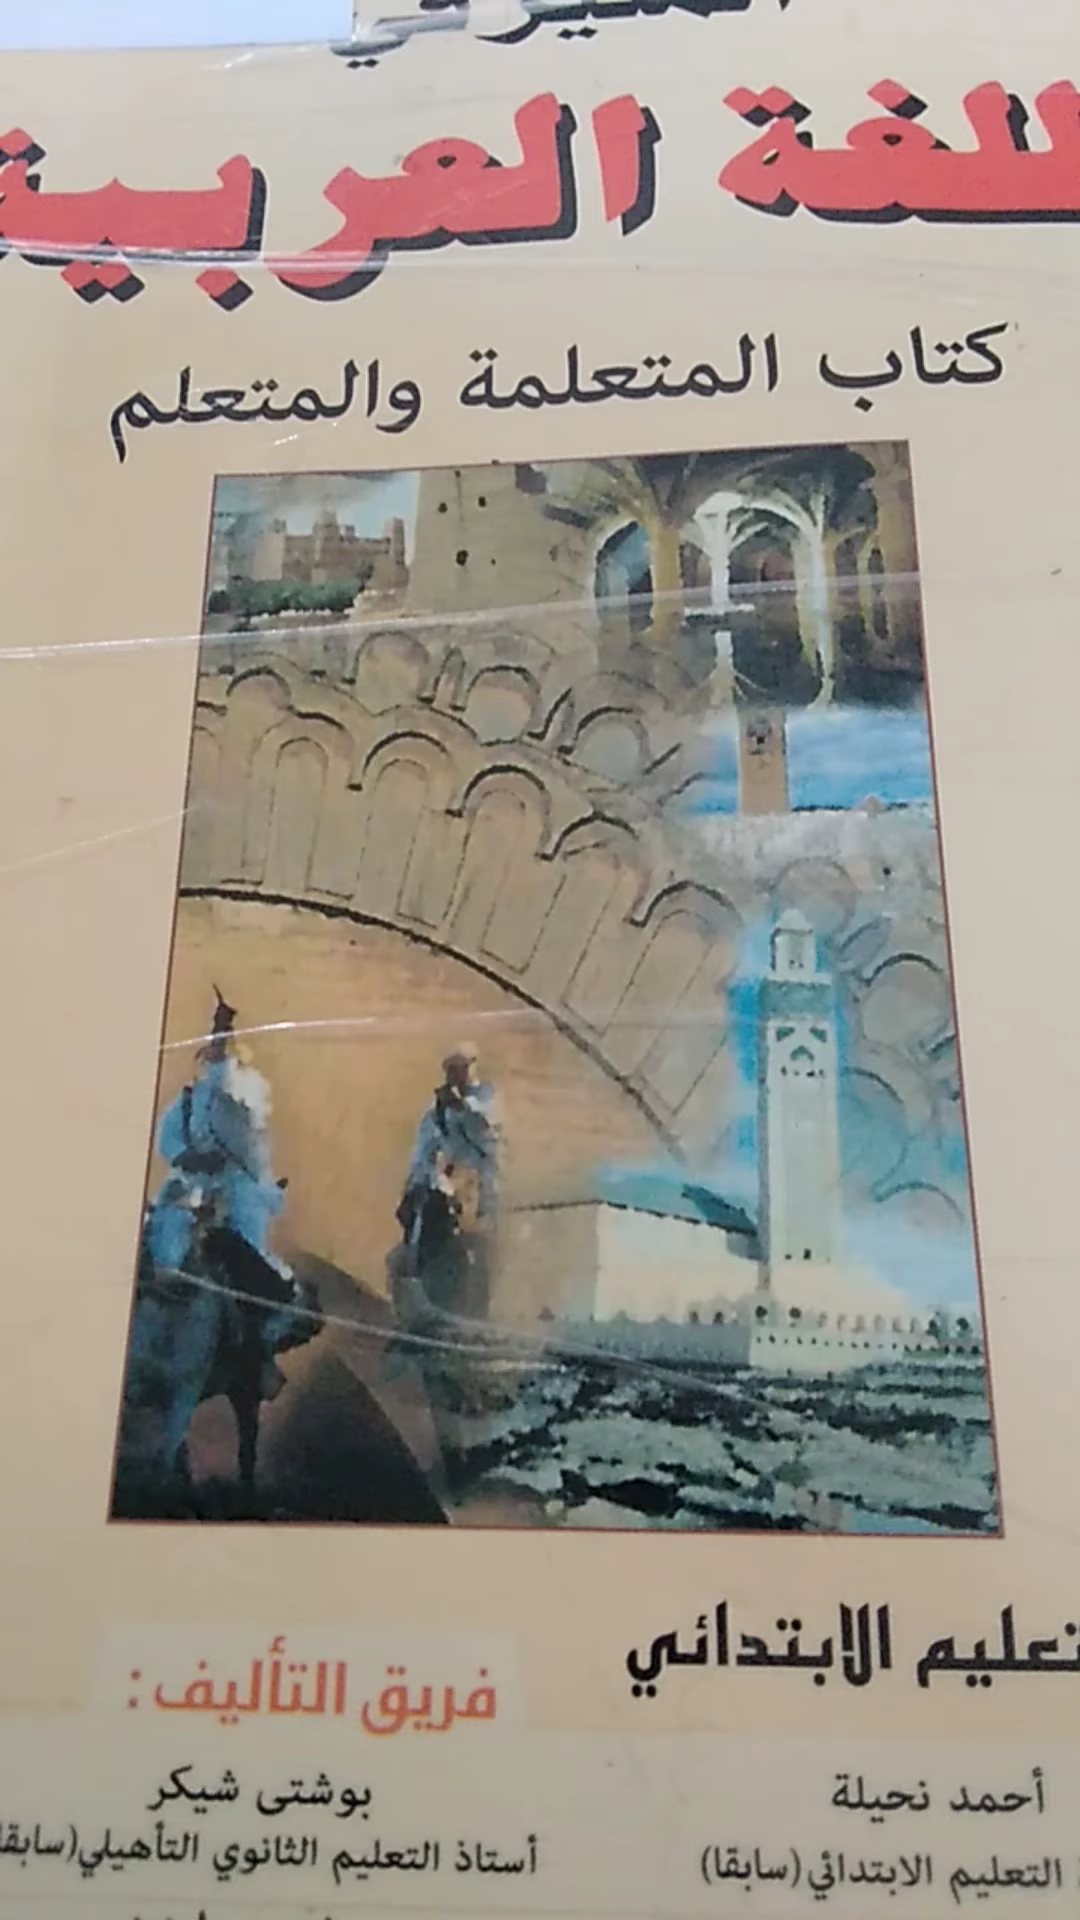 اللغة العربية
كتاب المتعلمة والمتعلم
الابتدائي
فريق التأليف :
أحمد نحيلة
التعليم الابتدائي (سابقا)
بوشتى شيكر
أستاذ التعليم الثانوي التأهيلي (سابقا